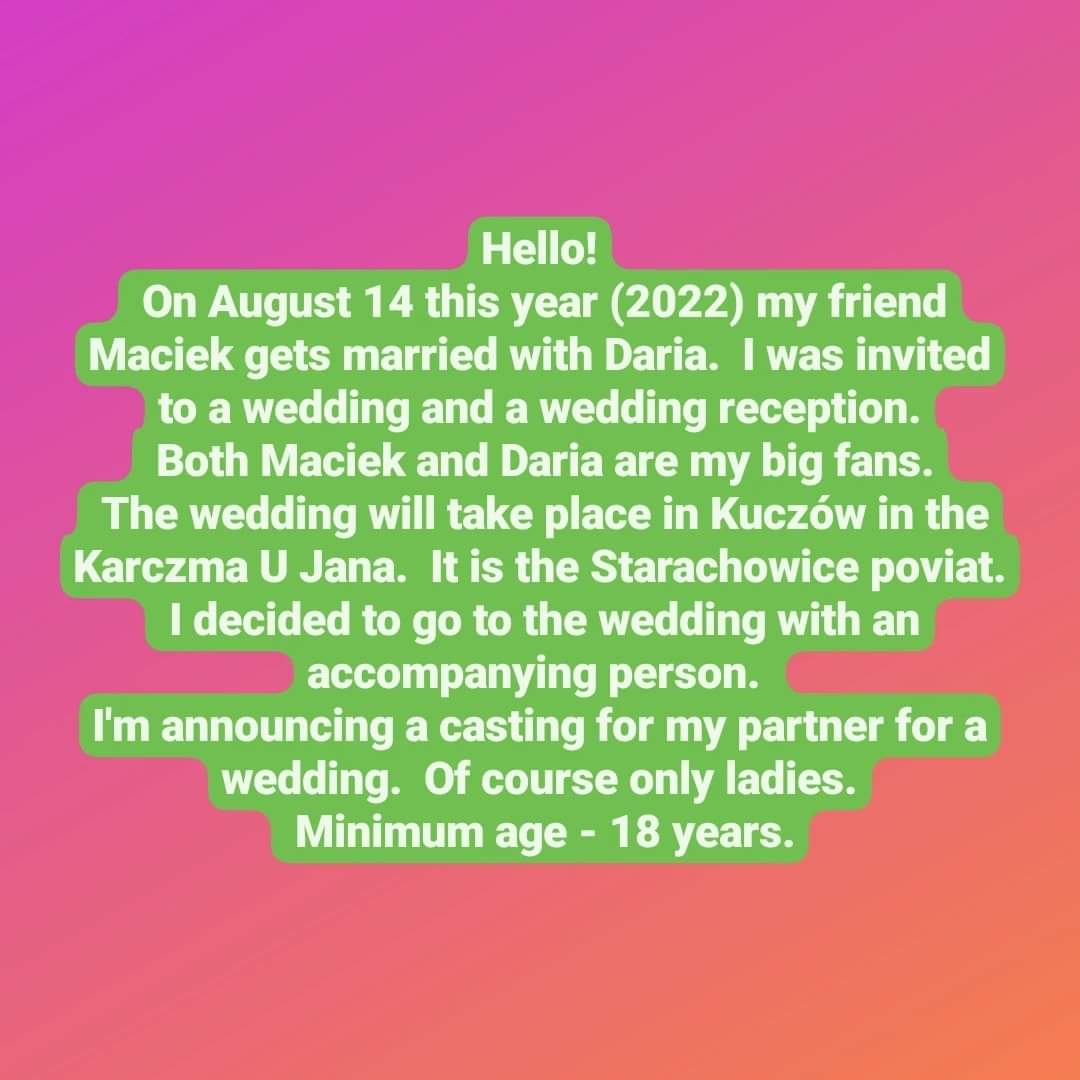 Hello!
On August 14 this year (2022) my friend
Maciek gets married with Daria.  I was invited
to a wedding and a wedding reception.
Both Maciek and Daria are my big fans.
The wedding will take place in Kuczów in the
Karczma U Jana.  It is the Starachowice poviat.
I decided to go to the wedding with an
accompanying person.
I'm announcing a casting for my partner for a
wedding.  Of course only ladies.
Minimum age - 18 years.